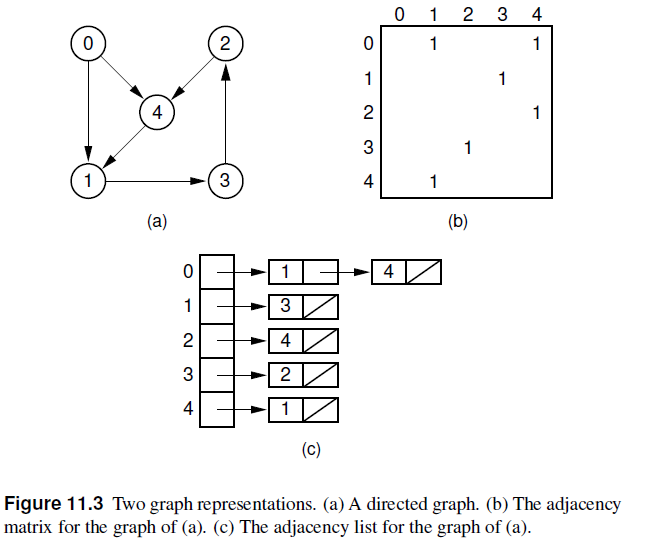 0 2
4
1 3
(a)
0 1 2 3 4
0 1 1
1 1
2 1
3 1
4 1
(b)
0 1 4
1 3
2 4
3 2
4 1
(c)
Figure 11.3 Two graph representations. (a) A directed graph. (b) The adjacency
matrix for the graph of (a). (c) The adjacency list for the graph of (a).